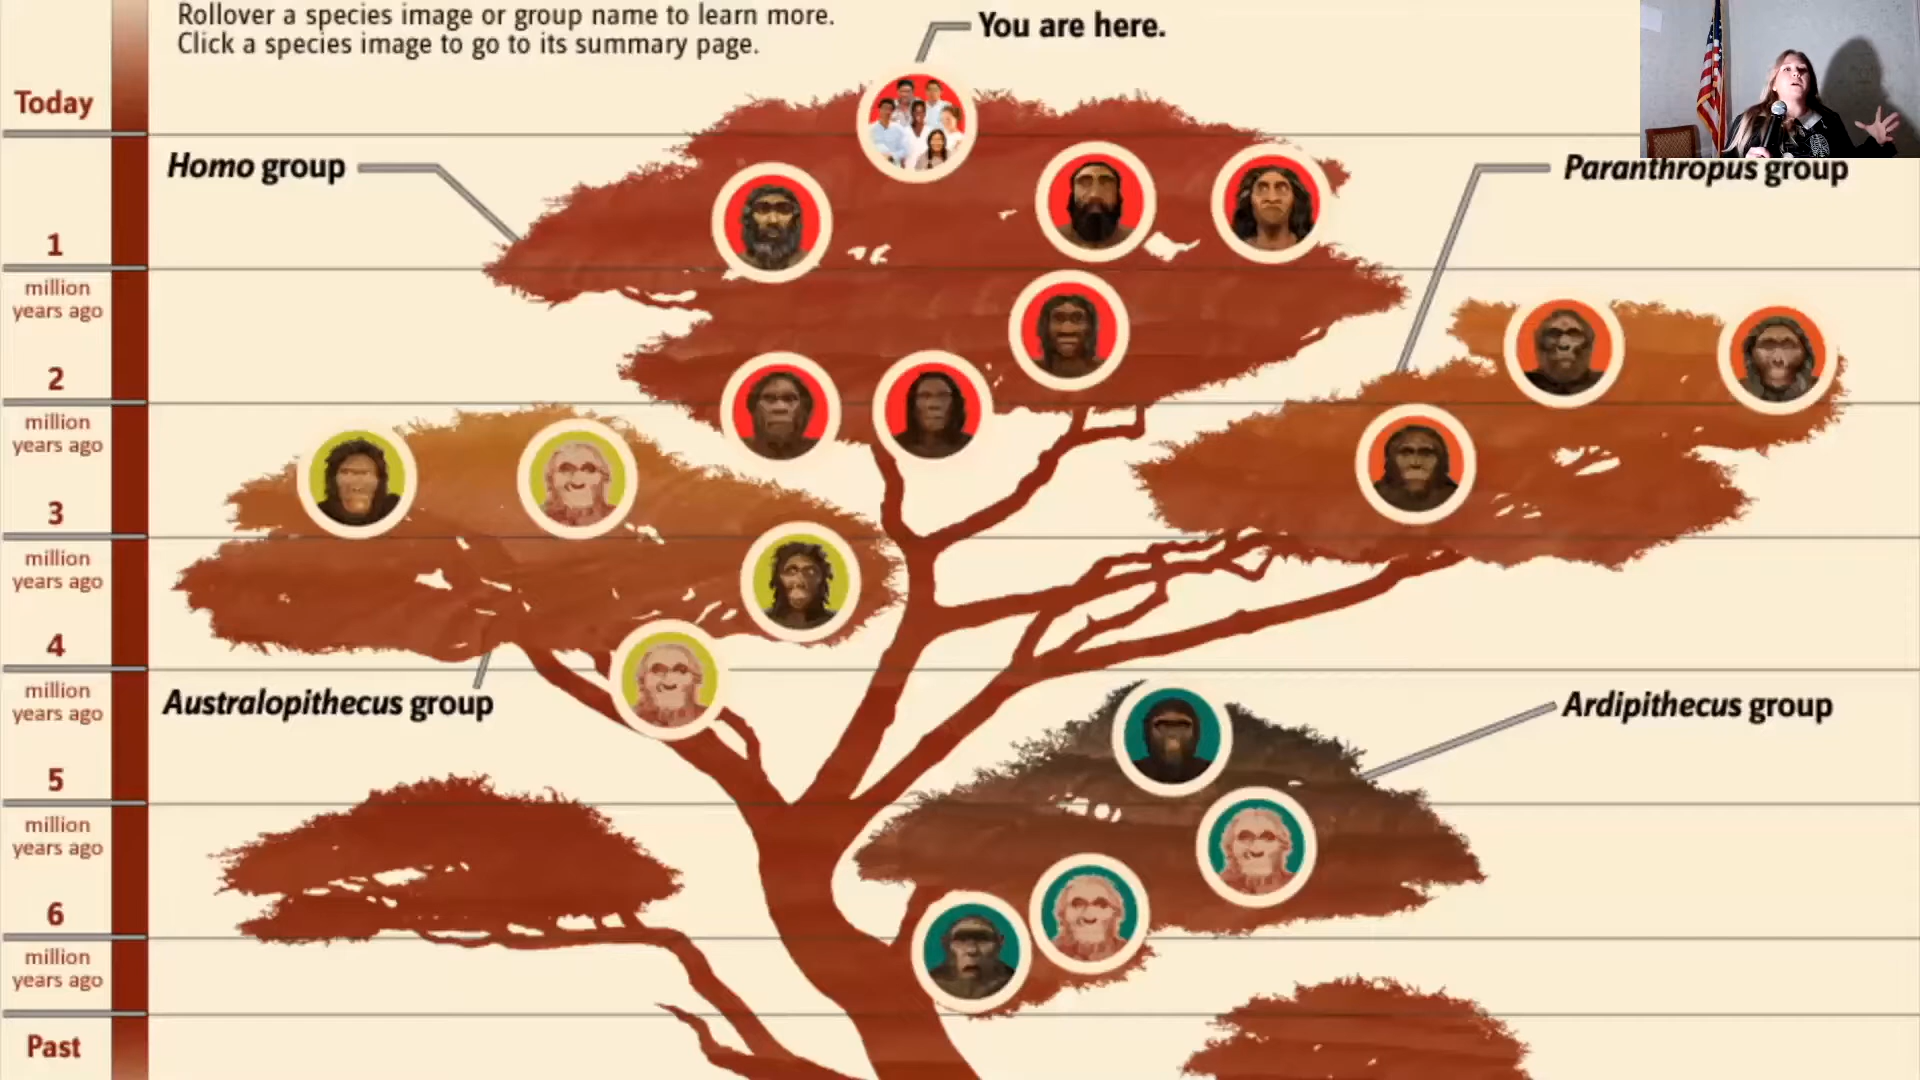 Rollover a species image or group name to learn more.
Click a species image to go to its summary page.
You are here.
Today
Homo group
Paranthropus group
1
million
years ago
2
million
years ago
3
million
years ago
4
million
years ago
Australopithecus group
Ardipithecus group
5
million
years ago
6
million
years ago
Past